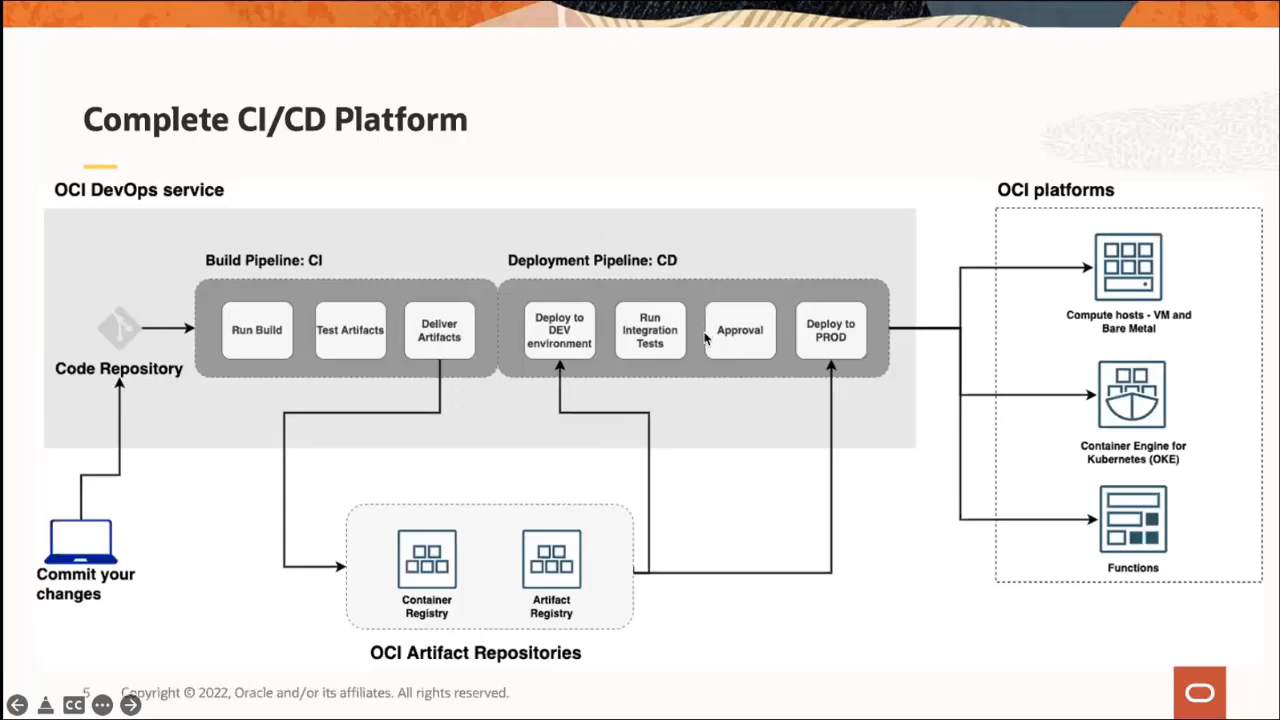 Complete CI/CD Platform
OCI DevOps service
OCI platforms
Build Pipeline: CI
Deployment Pipeline: CD
Run Build
Test Artifacts
Deliver
Artifacts
Deploy to
DEV
environment
Run
Integration
Tests
Approval
Deploy to
PROD
Code Repository
Commit your
changes
Container
Registry
Artifact
Registry
OCI Artifact Repositories
Compute hosts - VM and
Bare Metal
Container Engine for
Kubernetes (OKE)
Functions
5
Copyright © 2022, Oracle and/or its affiliates. All rights reserved.
CC